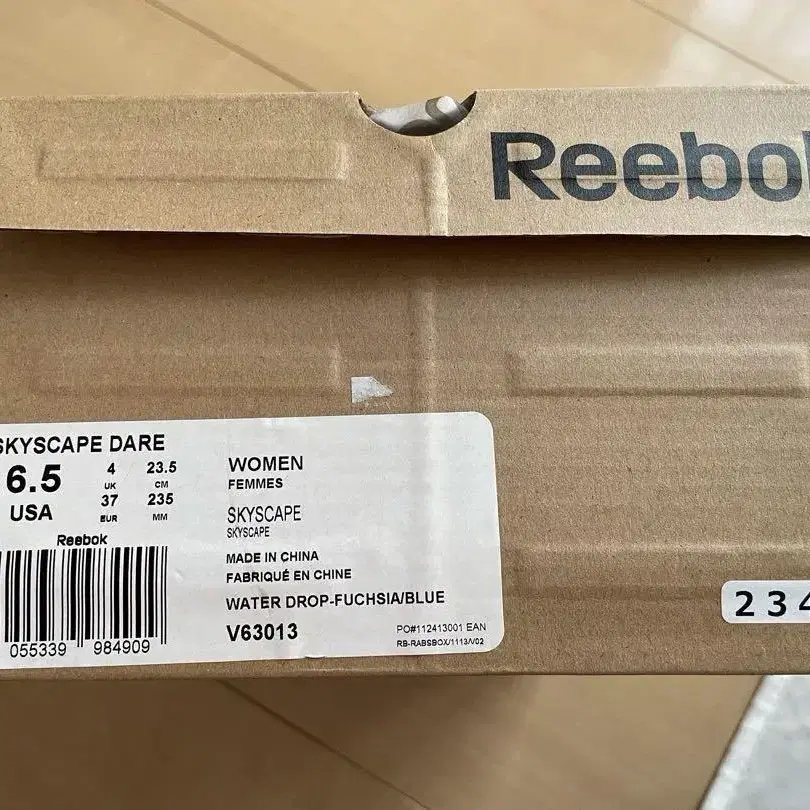 Reebo
SKYSCAPE DARE
6.5
USA
4
UK
37
EUR
23.5
CM
235
MM
Reebok
055339 984909
WOMEN
FEMMES
SKYSCAPE
SKYSCAPE
MADE IN CHINA
FABRIQUÉ EN CHINE
WATER DROP-FUCHSIA/BLUE
V63013
PO#112413001 EAN
RB-RABSBOX/1113/V02
234